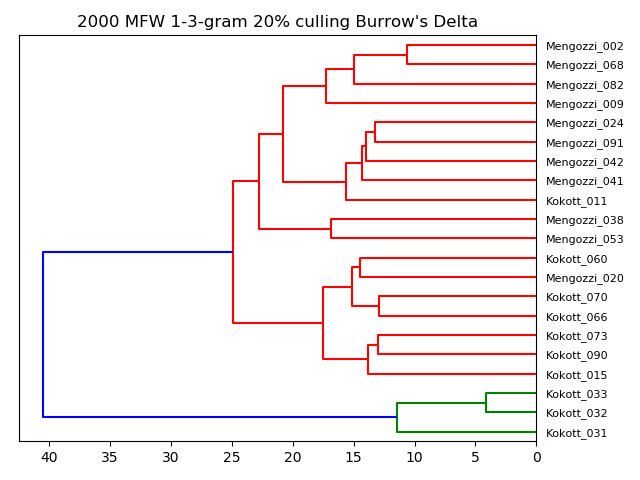 2000 MFW 1-3-gram 20% culling Burrow's Delta
Mengozzi_002
Mengozzi_068
Mengozzi_082
Mengozzi_009
Mengozzi_024
Mengozzi_091
Mengozzi_042
Mengozzi_041
Kokott_011
Mengozzi_038
Mengozzi_053
Kokott_060
Mengozzi_020
Kokott_070
Kokott_066
Kokott_073
Kokott_090
Kokott_015
Kokott_033
Kokott_032
Kokott_031
40 35 30 25 20 15 10 5 0